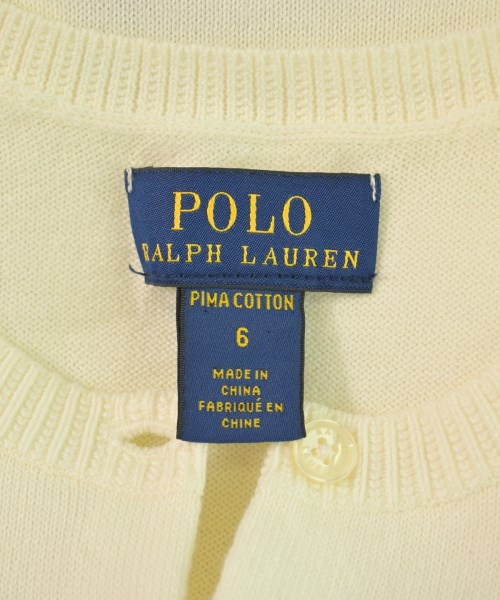 POLO
RALPH LAUREN
PIMA COTTON
6
MADE IN
CHINA
FABRIQUÉ EN
CHINE